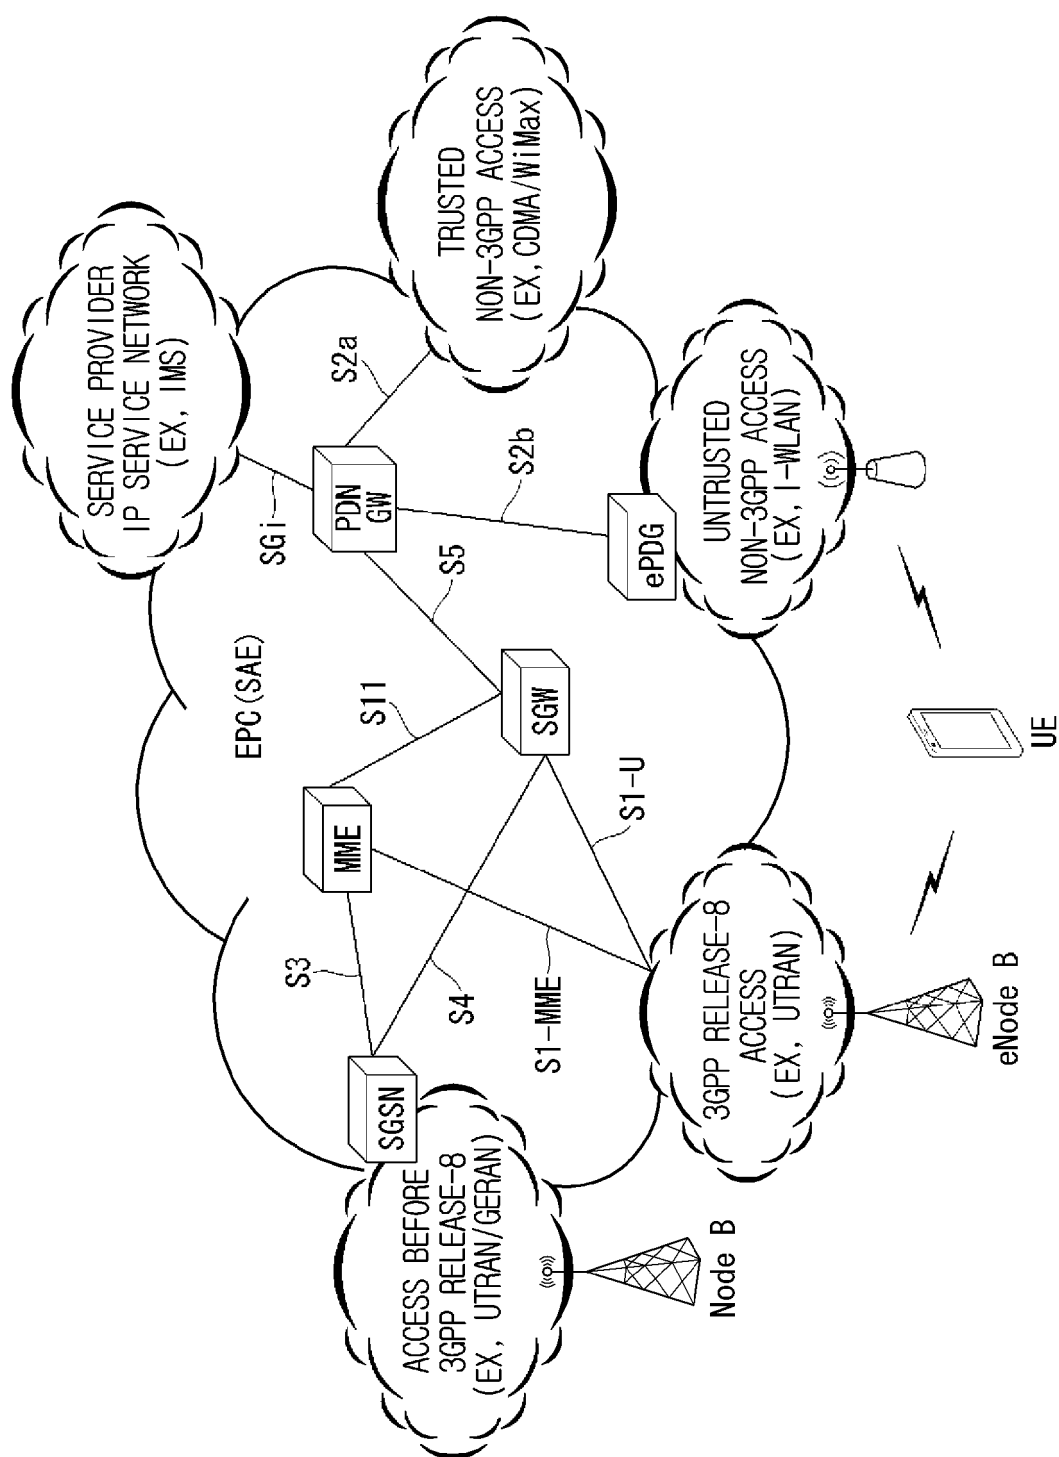 SERVICE PROVIDER
IP SERVICE NETWORK
(EX, IMS)
TRUSTED
NON-3GPP ACCESS
(EX, CDMA/WiMax)
UNTRUSTED
NON-3GPP ACCESS
(EX, I-WLAN)
EPC(SAE)
SGi
S2a
PDN
GW
S2b
ePDG
S5
S11
SGW
MME
S1-U
S3
S4
S1-MME
SGSN
ACCESS BEFORE
3GPP RELEASE-8
(EX, UTRAN/GERAN)
3GPP RELEASE-8
ACCESS
(EX, UTRAN)
Node B
eNode B
UE